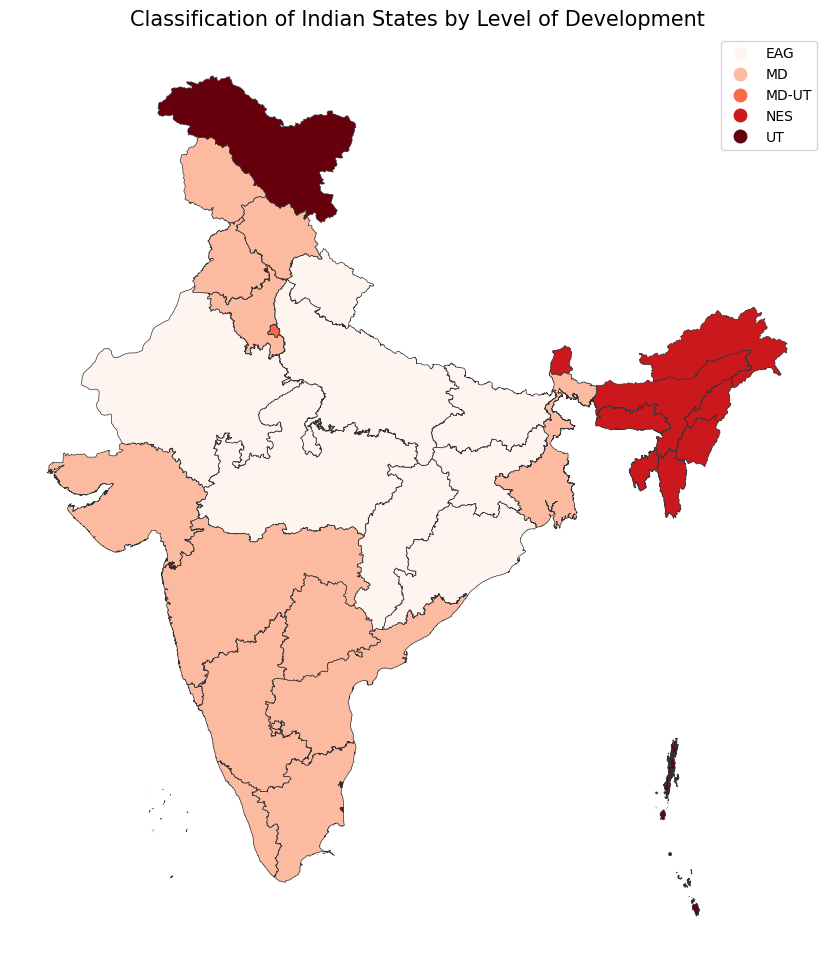 Classification of Indian States by Level of Development
EAG
MD
MD-UT
NES
UT